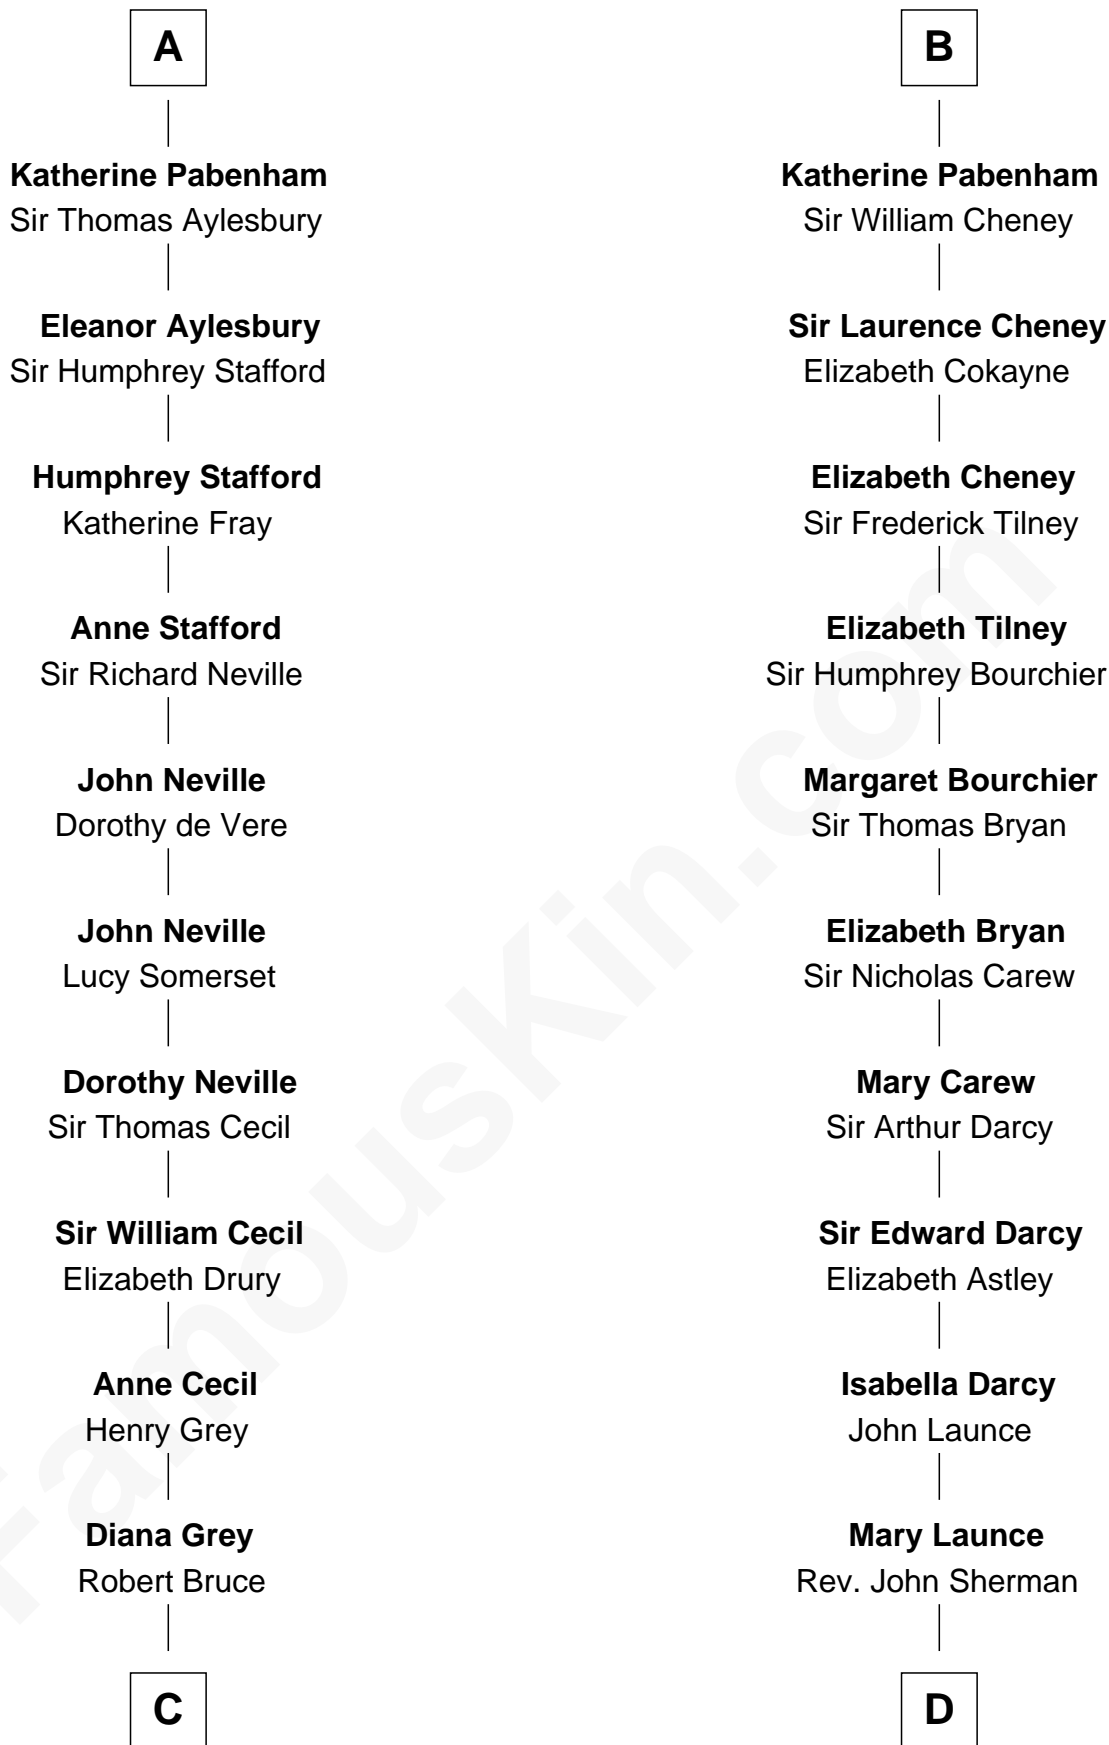 A
Katherine Pabenham
Sir Thomas Aylesbury
Eleanor Aylesbury
Sir Humphrey Stafford
Humphrey Stafford
Katherine Fray
Anne Stafford
Sir Richard Neville
John Neville
Dorothy de Vere
John Neville
Lucy Somerset
Dorothy Neville
Sir Thomas Cecil
Sir William Cecil
Elizabeth Drury
Anne Cecil
Henry Grey
Diana Grey
Robert Bruce
C
B
Katherine Pabenham
Sir William Cheney
Sir Laurence Cheney
Elizabeth Cokayne
Elizabeth Cheney
Sir Frederick Tilney
Elizabeth Tilney
Sir Humphrey Bourchier
Margaret Bourchier
Sir Thomas Bryan
Elizabeth Bryan
Sir Nicholas Carew
Mary Carew
Sir Arthur Darcy
Sir Edward Darcy
Elizabeth Astley
Isabella Darcy
John Launce
Mary Launce
Rev. John Sherman
D
FamousKin.com